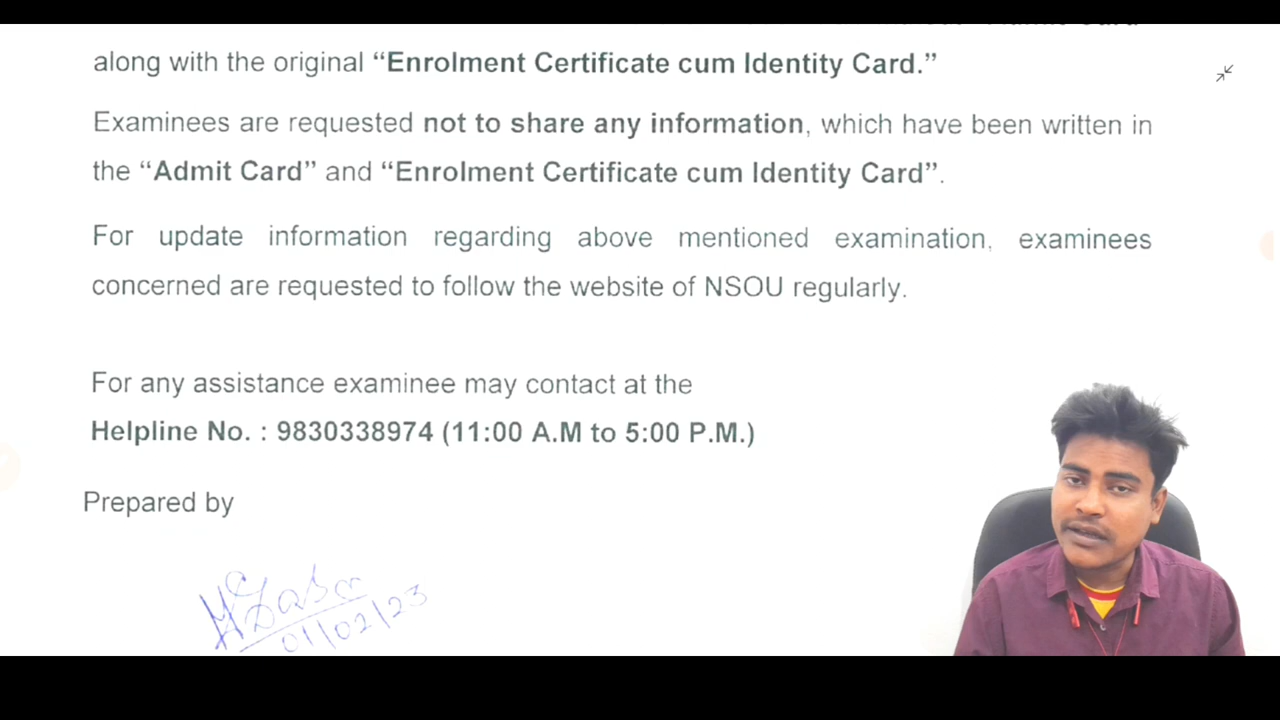 along with the original “Enrolment Certificate cum Identity Card.”
Examinees are requested not to share any information, which have been written in
the “Admit Card” and “Enrolment Certificate cum Identity Card”.
For update information regarding above mentioned examination, examinees
concerned are requested to follow the website of NSOU regularly.
For any assistance examinee may contact at the
Helpline No. : 9830338974 (11:00 A.M to 5:00 P.M.)
Prepared by
01/02/23